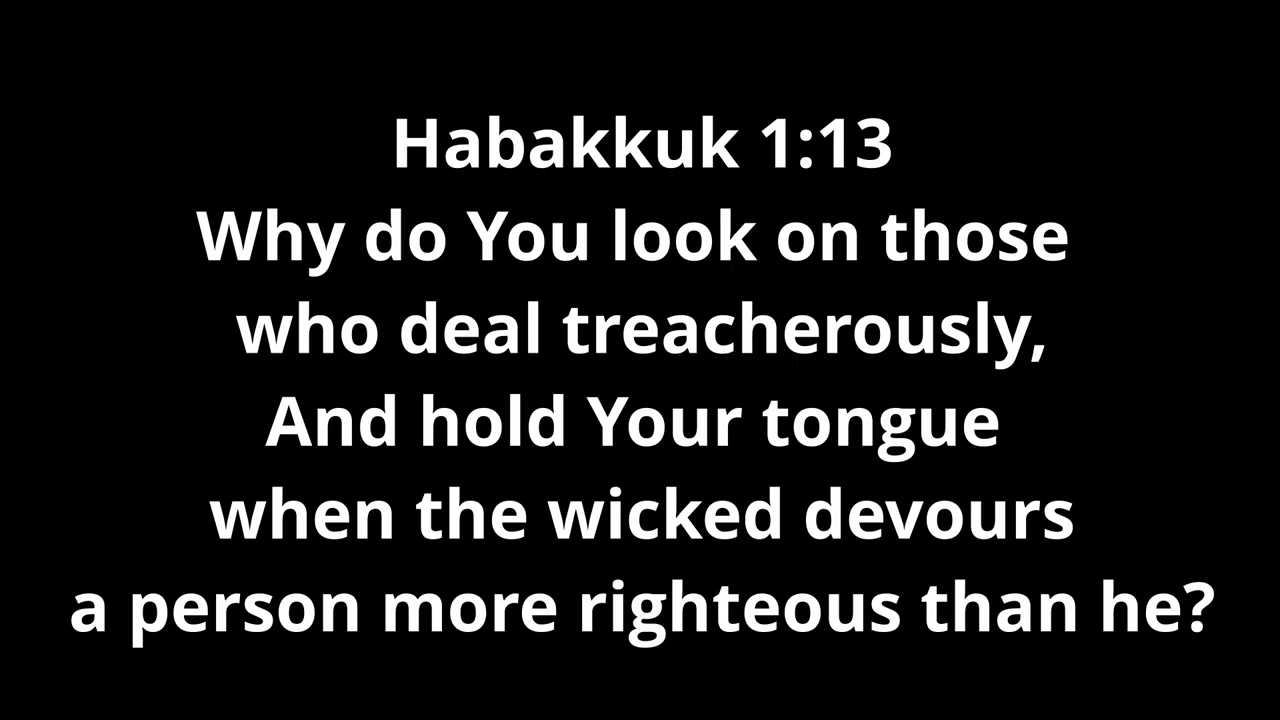 Habakkuk 1:13
Why do You look on those
who deal treacherously,
And hold Your tongue
when the wicked devours
a person more righteous than he?